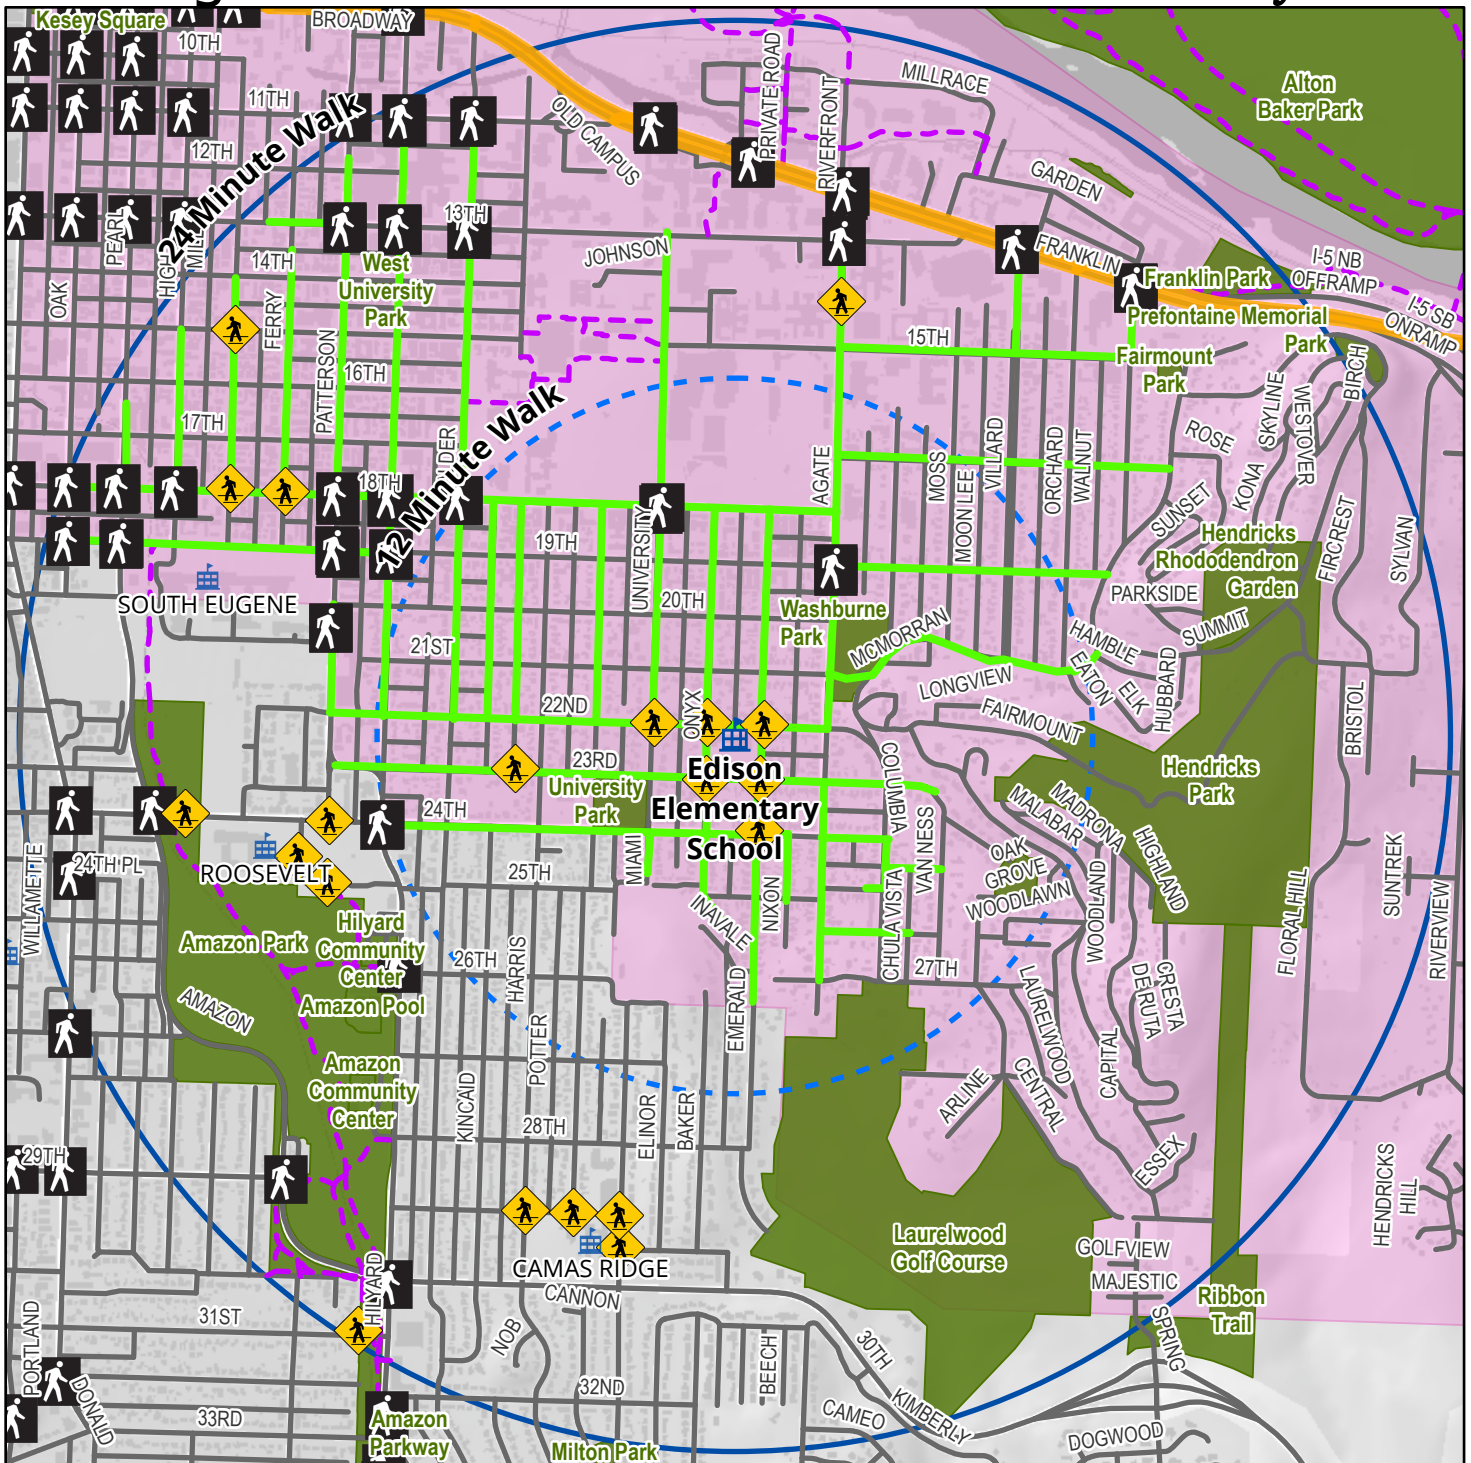 Kesey Square
BROADWAY
10TH
11TH
12TH
24 Minute Walk
OLD CAMPUS
PRIVATE ROAD
RIVERFRONT
MILLRACE
Alton
Baker Park
GARDEN
PEARL
HIGH
OAK
13TH
14TH
West
University
Park
JOHNSON
FRANKLIN
I-5 NB
OFFRAMP
Franklin Park
I-5 SB
ONRAMP
Prefontaine Memorial
Park
FERRY
PATTERSON
15TH
Fairmount
Park
BIRCH
16TH
17TH
12 Minute Walk
SKYLINE
WESTOVER
ROSE
KONA
AGATE
MOSS
MOON LEE
VILLARD
ORCHARD
WALNUT
18TH
SUNSET
Hendricks
Rhododendron
Garden
FIRCREST
SYLVAN
19TH
UNIVERSITY
20TH
SOUTH EUGENE
PARKSIDE
Washburne
Park
MCMORRAN
HAMBLE
SUMMIT
21ST
EATON
ELK
HUBBARD
LONGVIEW
FAIRMOUNT
22ND
ONYX
BRISTOL
23RD
Edison
Elementary
School
University
Park
COLUMBIA
Hendricks
Park
24TH
MALABAR
MADRONA
HIGHLAND
WILLAMETTE
24TH PL
ROOSEVELT
25TH
MIAMI
NIXON
VAN NESS
OAK
GROVE
WOODLAWN
WOODLAND
SUNTREK
INAVALE
CHULA VISTA
FLORAL HILL
RIVERVIEW
Amazon Park
Hilyard
Community
Center
Amazon Pool
26TH
HARRIS
27TH
EMERALD
LAURELWOOD
CRESTA
DE RUTA
AMAZON
Amazon
Community
Center
POTTER
KINCAID
28TH
ELINOR
BAKER
ARLINE
CENTRAL
CAPITAL
ESSEX
29TH
HENDRICKS
HILL
Laurelwood
Golf Course
GOLFVIEW
MAJESTIC
CAMAS RIDGE
CANNON
HILYARD
Ribbon
Trail
SPRING
31ST
PORTLAND
DONALD
NOB
BEECH
30TH
32ND
33RD
KIMBERLY
CAMEO
DOGWOOD
Amazon
Parkway
Milton Park